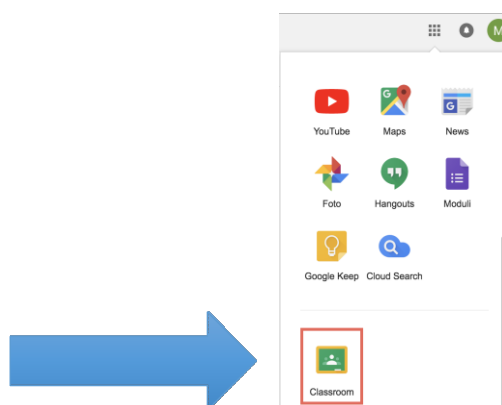 M
YouTube Maps News
Foto Hangouts Moduli
Google Keep Cloud Search
Classroom